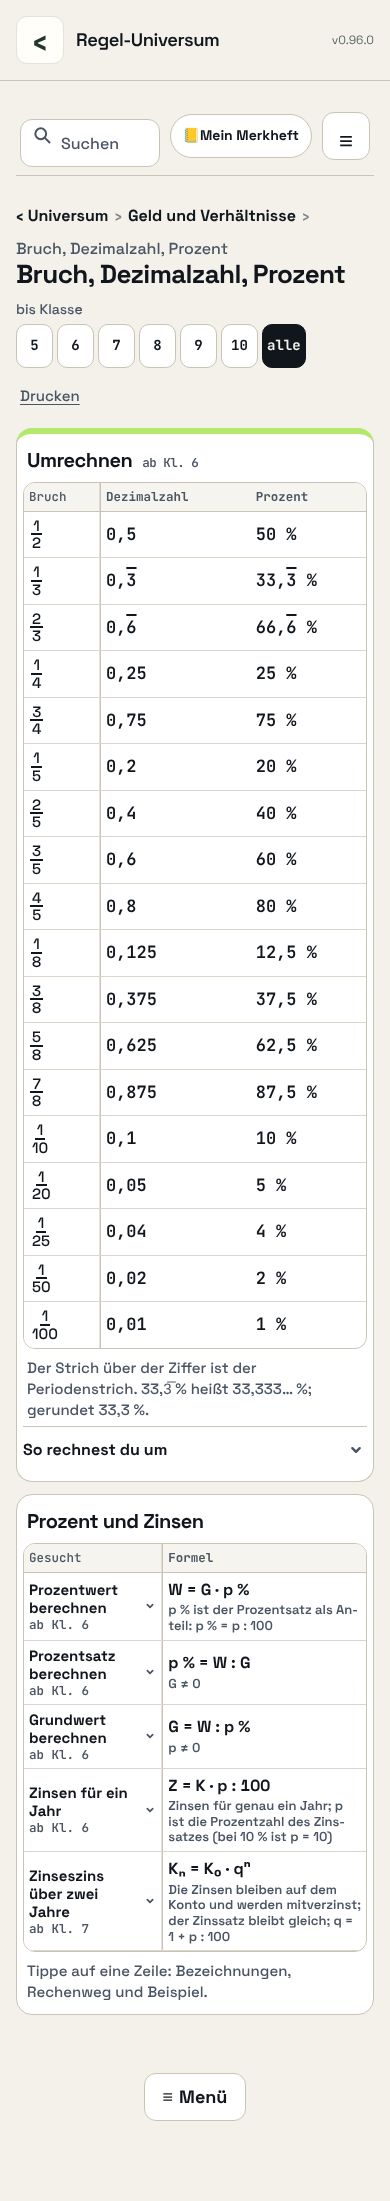 < Regel-Universum v0.96.0
Suchen 📒Mein Merkheft ≡
‹ Universum > Geld und Verhältnisse >
Bruch, Dezimalzahl, Prozent
Bruch, Dezimalzahl, Prozent
bis Klasse
5 6 7 8 9 10 alle
Drucken
Umrechnen ab Kl. 6
Bruch Dezimalzahl Prozent
1/2 0,5 50 %
1/3 0,3̅ 33,3̅ %
2/3 0,6̅ 66,6̅ %
1/4 0,25 25 %
3/4 0,75 75 %
1/5 0,2 20 %
2/5 0,4 40 %
3/5 0,6 60 %
4/5 0,8 80 %
1/8 0,125 12,5 %
3/8 0,375 37,5 %
5/8 0,625 62,5 %
7/8 0,875 87,5 %
1/10 0,1 10 %
1/20 0,05 5 %
1/25 0,04 4 %
1/50 0,02 2 %
1/100 0,01 1 %
Der Strich über der Ziffer ist der
Periodenstrich. 33,3̅ % heißt 33,333… %;
gerundet 33,3 %.
So rechnest du um
Prozent und Zinsen
Gesucht Formel
Prozentwert
berechnen
ab Kl. 6
W = G · p %
p % ist der Prozentsatz als An-
teil: p % = p : 100
Prozentsatz
berechnen
ab Kl. 6
p % = W : G
G ≠ 0
Grundwert
berechnen
ab Kl. 6
G = W : p %
p ≠ 0
Zinsen für ein
Jahr
ab Kl. 6
Z = K · p : 100
Zinsen für genau ein Jahr; p
ist die Prozentzahl des Zins-
satzes (bei 10 % ist p = 10)
Zinseszins
über zwei
Jahre
ab Kl. 7
Kₙ = K₀ · qⁿ
Die Zinsen bleiben auf dem
Konto und werden mitverzinst;
der Zinssatz bleibt gleich; q =
1 + p : 100
Tippe auf eine Zeile: Bezeichnungen,
Rechenweg und Beispiel.
≡ Menü